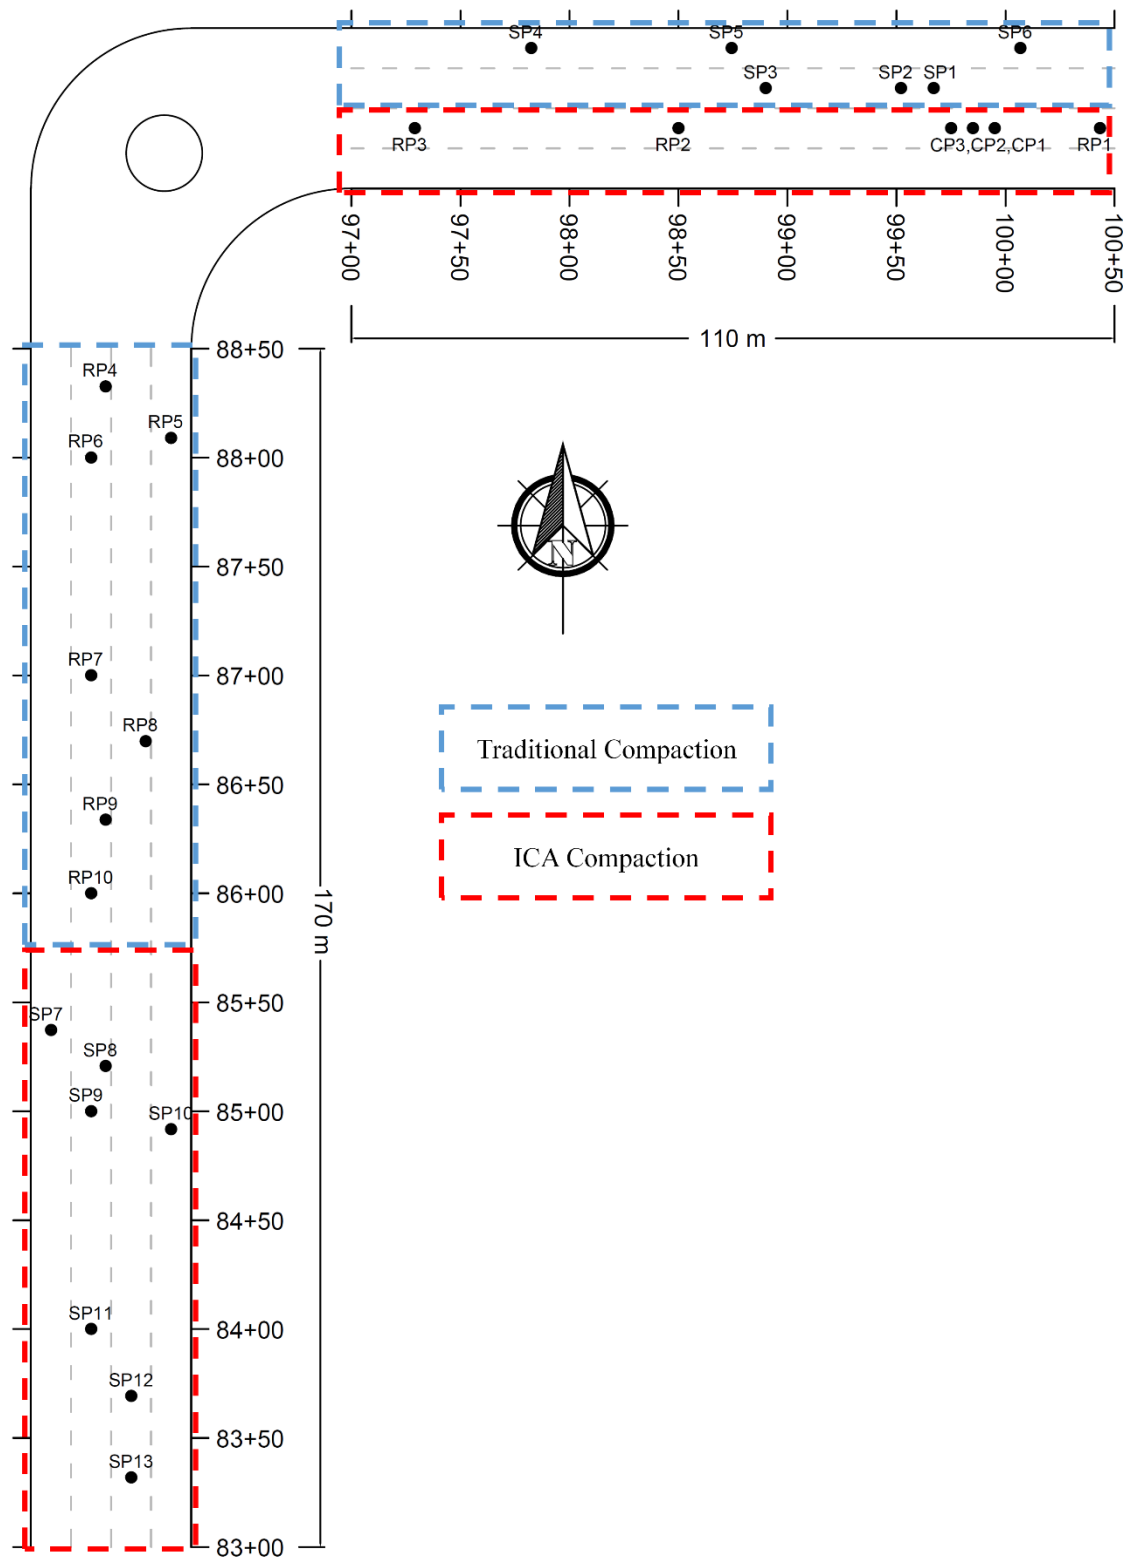 SP4 SP5 SP6
SP3 SP2 SP1
RP3 RP2 CP3,CP2,CP1 RP1
97+00 97+50 98+00 98+50 99+00 99+50 100+00 100+50
110 m
88+50
RP4
RP5
RP6
88+00
87+50
RP7
87+00
RP8
86+50
RP9
RP10
86+00
170 m
85+50
SP7
SP8
SP9
85+00
SP10
84+50
SP11
84+00
SP12
83+50
SP13
83+00
N
Traditional Compaction
ICA Compaction